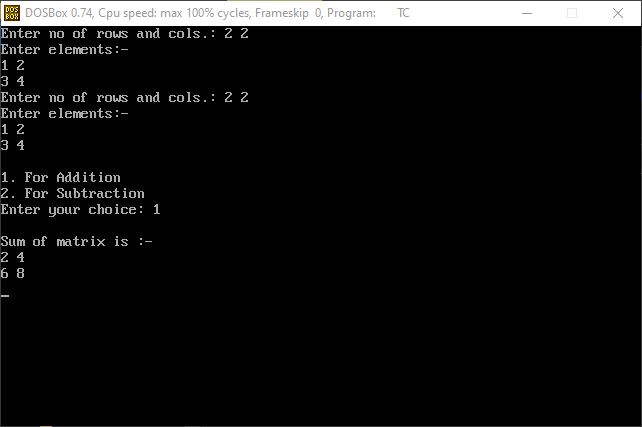 DOS
BOX
DOSBox 0.74, Cpu speed: max 100% cycles, Frameskip 0, Program: TC
Enter no of rows and cols.: 2 2
Enter elements:-
1 2
3 4
Enter no of rows and cols.: 2 2
Enter elements:-
1 2
3 4
1. For Addition
2. For Subtraction
Enter your choice: 1
Sum of matrix is :-
2 4
6 8